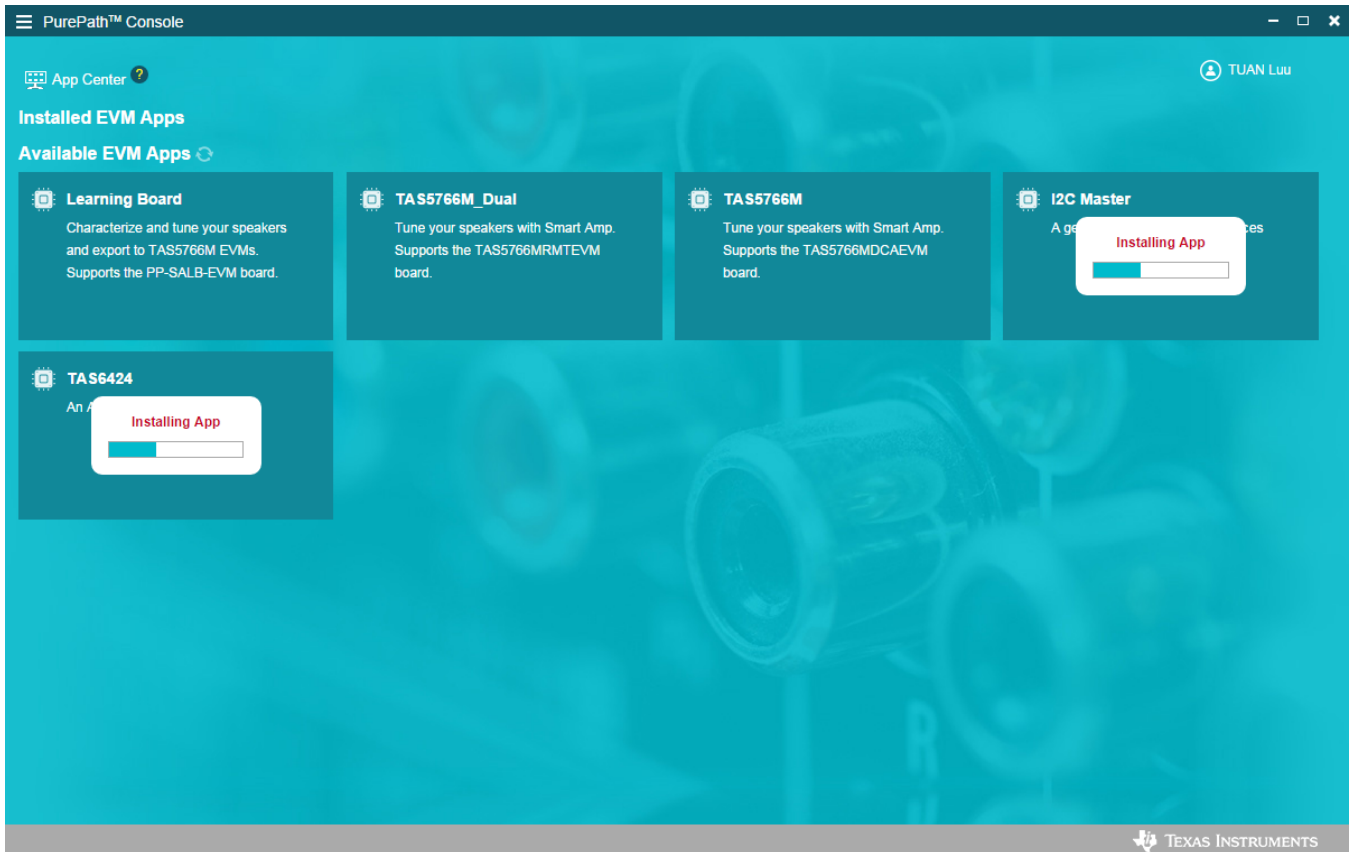 PurePath™ Console
App Center ?
TUAN Luu
Installed EVM Apps
Available EVM Apps
Learning Board
Characterize and tune your speakers
and export to TAS5766M EVMs.
Supports the PP-SALB-EVM board.
TAS5766M_Dual
Tune your speakers with Smart Amp.
Supports the TAS5766MRMTEVM
board.
TAS5766M
Tune your speakers with Smart Amp.
Supports the TAS5766MDCAEVM
board.
I2C Master
A
Installing App
TAS6424
An
Installing App
TEXAS INSTRUMENTS